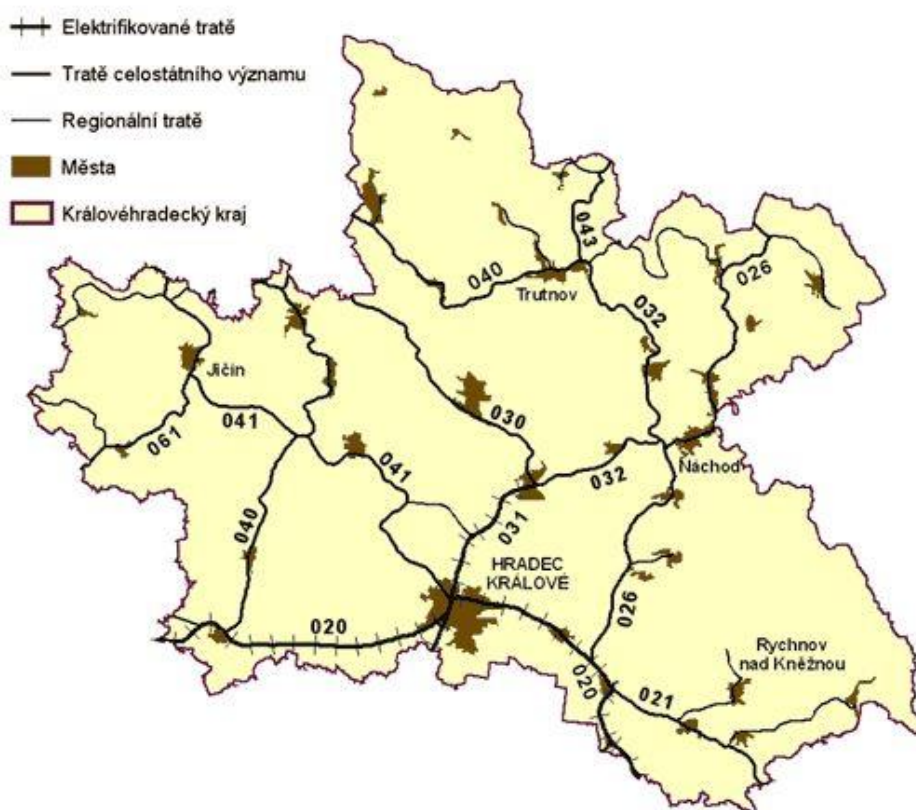 Elektrifikované tratě
Tratě celostátního významu
Regionální tratě
Města
Královéhradecký kraj
043
040
026
Trutnov
032
Jičín
030
041
061
041
032
Náchod
031
040
HRADEC
KRÁLOVÉ
026
020
Rychnov
nad Kněžnou
020
021